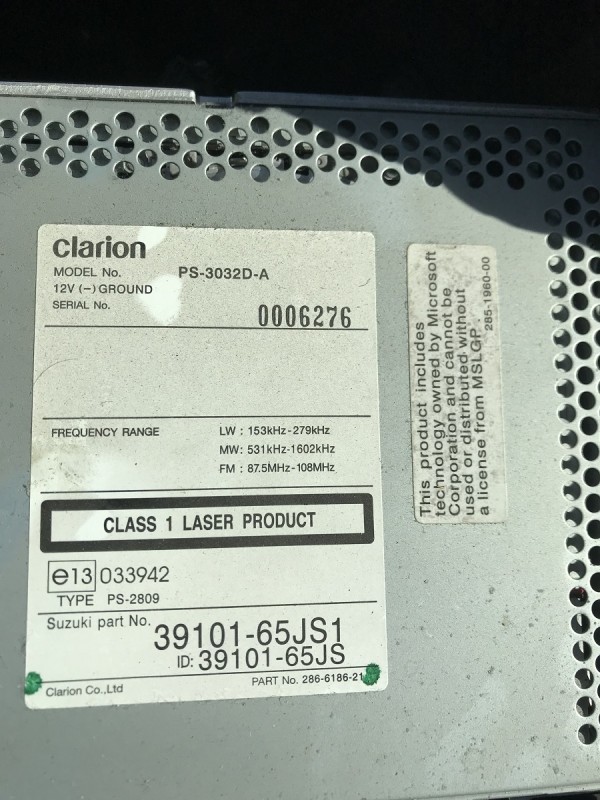 clarion
MODEL No. PS-3032D-A
12V (–) GROUND
SERIAL No. 0006276
FREQUENCY RANGE LW : 153kHz-279kHz
MW: 531kHz-1602kHz
FM : 87.5MHz-108MHz
CLASS 1 LASER PRODUCT
e13 033942
TYPE PS-2809
Suzuki part No. 39101-65JS1
ID: 39101-65JS
PART No. 286-6186-21
Clarion Co.,Ltd
This product includes
technology owned by Microsoft
Corporation and cannot be
used or distributed without
a license from MSLGP.
285-1960-00